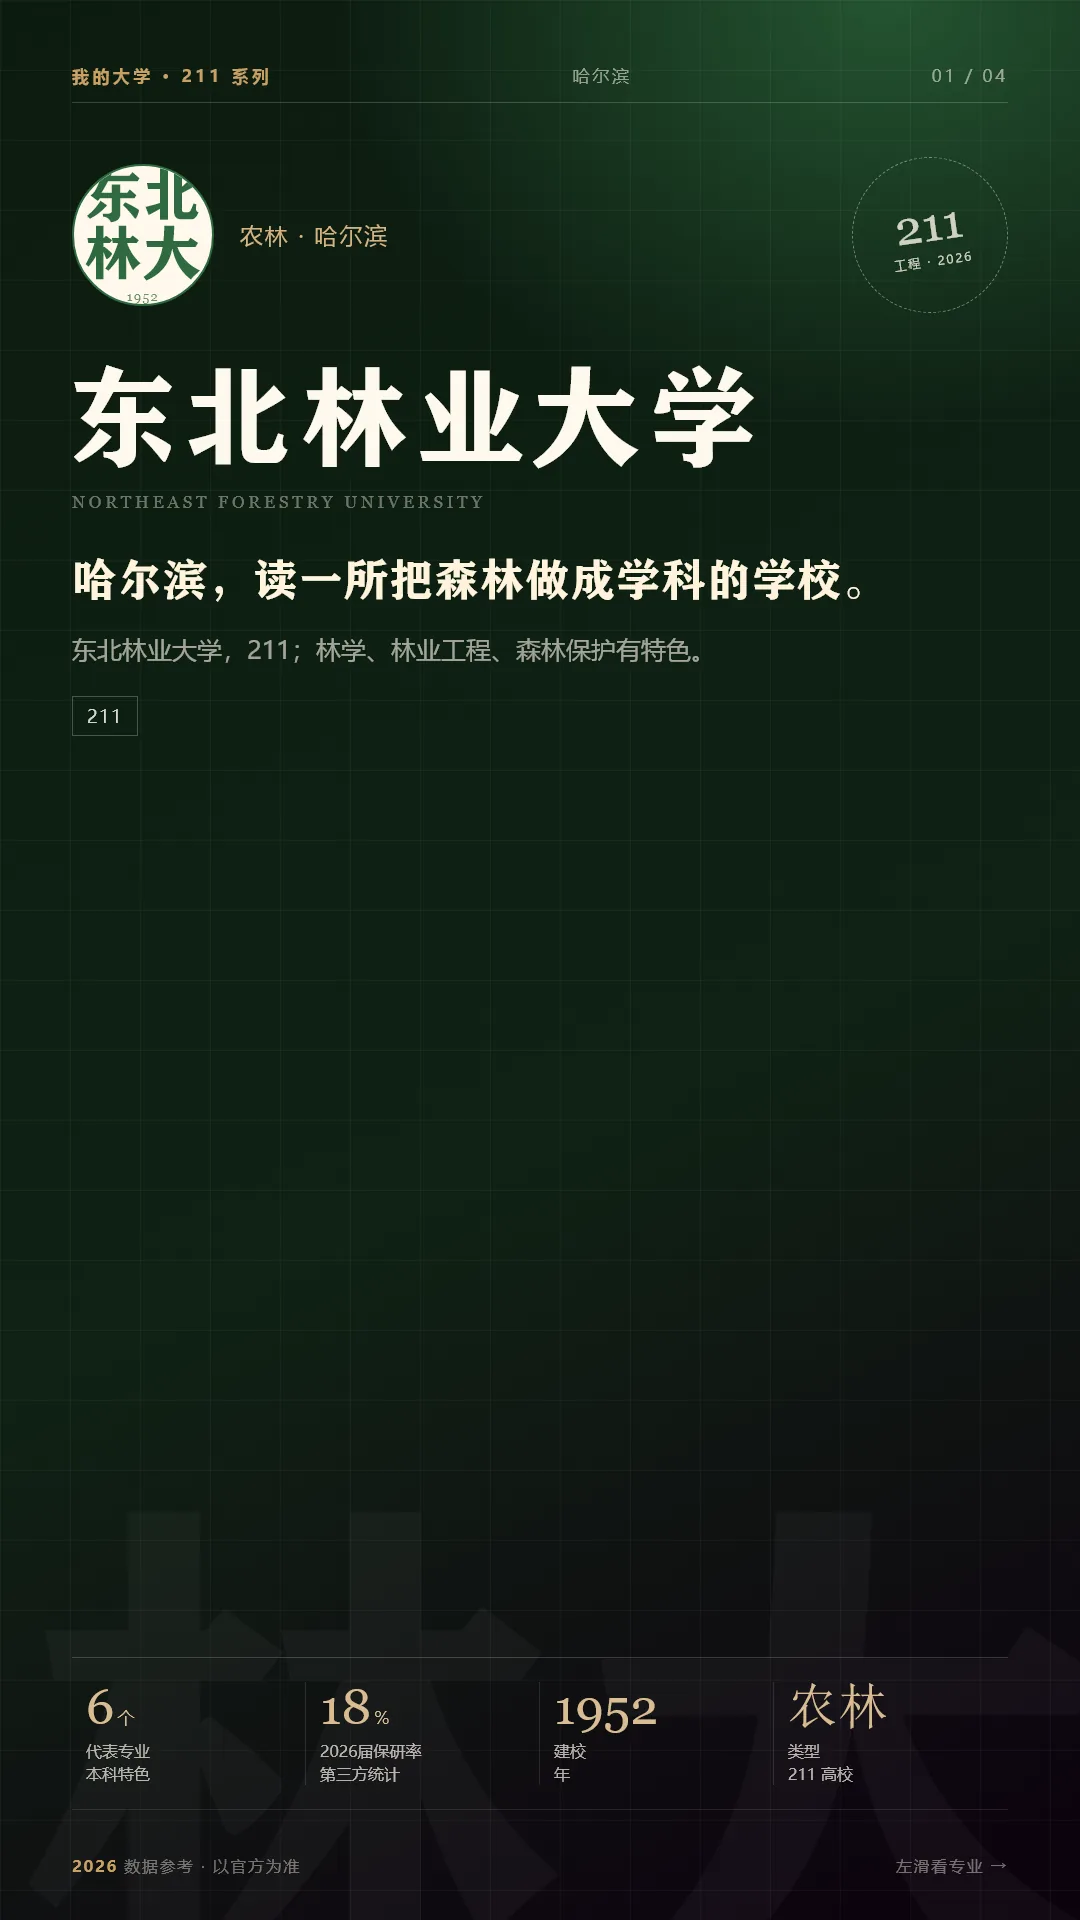 我的大学 · 211 系列
哈尔滨
01 / 04
东北
林大
1952
农林 · 哈尔滨
211
工程 · 2026
东北林业大学
NORTHEAST FORESTRY UNIVERSITY
哈尔滨，读一所把森林做成学科的学校。
东北林业大学，211；林学、林业工程、森林保护有特色。
211
林大
6个
代表专业
本科特色
18%
2026届保研率
第三方统计
1952
建校
年
农林
类型
211 高校
2026 数据参考 · 以官方为准
左滑看专业 →